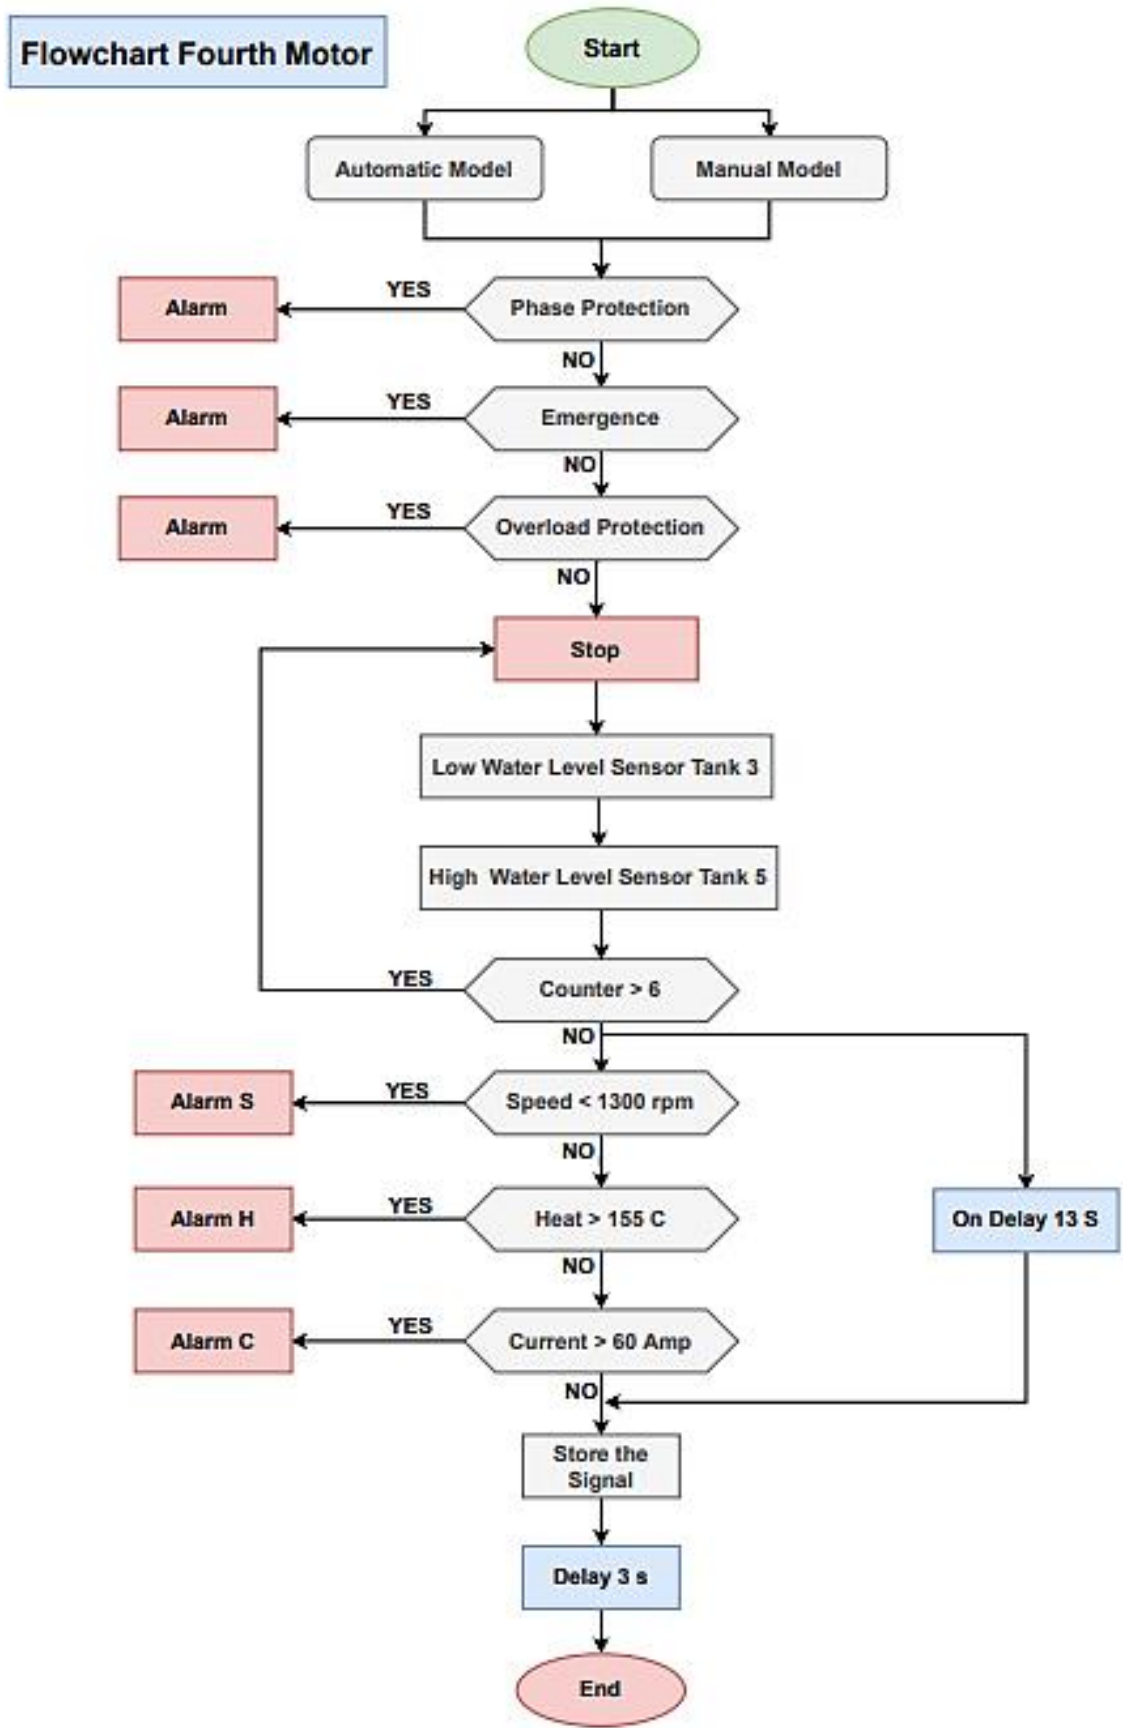 Flowchart Fourth Motor
Start
Automatic Model
Manual Model
YES
Alarm
Phase Protection
NO
YES
Alarm
Emergence
NO
YES
Alarm
Overload Protection
NO
Stop
Low Water Level Sensor Tank 3
High Water Level Sensor Tank 5
YES
Counter > 6
NO
YES
Alarm S
Speed < 1300 rpm
NO
YES
Alarm H
Heat > 155 C
On Delay 13 S
NO
YES
Alarm C
Current > 60 Amp
NO
Store the
Signal
Delay 3 s
End